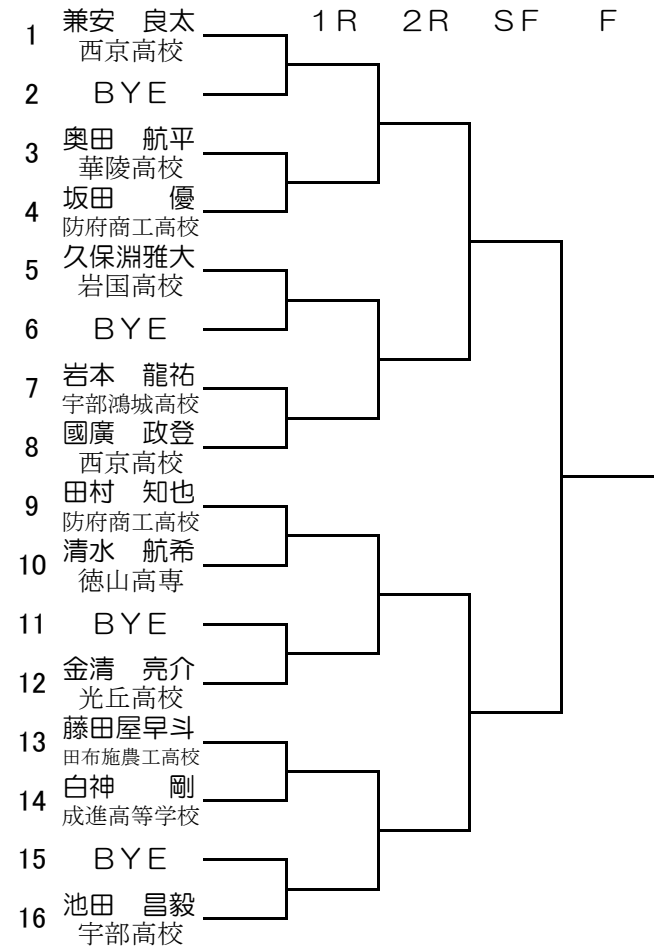 1R 2R SF F
1 兼安 良太
西京高校
2 BYE
3 奥田 航平
華陵高校
4 坂田 優
防府商工高校
5 久保淵雅大
岩国高校
6 BYE
7 岩本 龍祐
宇部鴻城高校
8 國廣 政登
西京高校
9 田村 知也
防府商工高校
10 清水 航希
徳山高専
11 BYE
12 金清 亮介
光丘高校
13 藤田屋早斗
田布施農工高校
14 白神 剛
成進高等学校
15 BYE
16 池田 昌毅
宇部高校